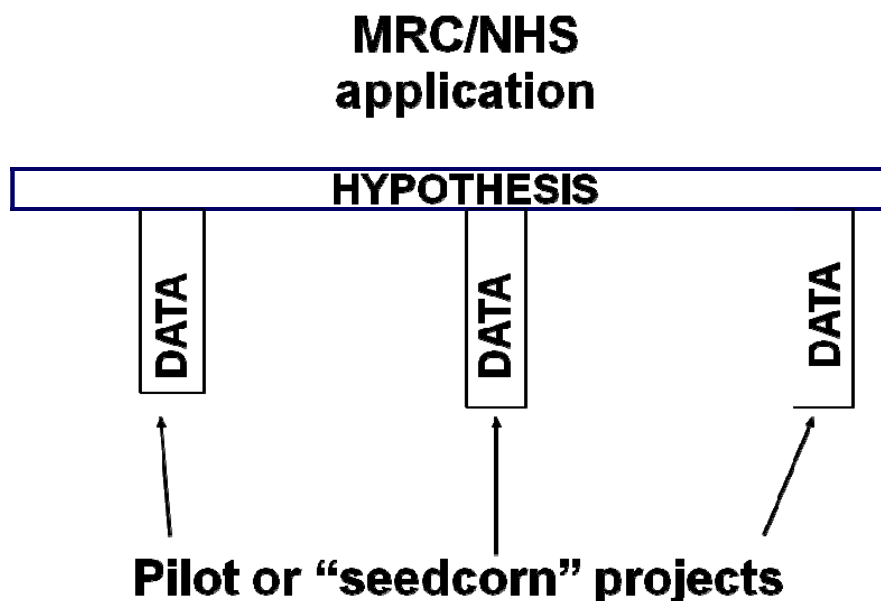 MRC/NHS
application
HYPOTHESIS
DATA
DATA
DATA
Pilot or “seedcorn” projects